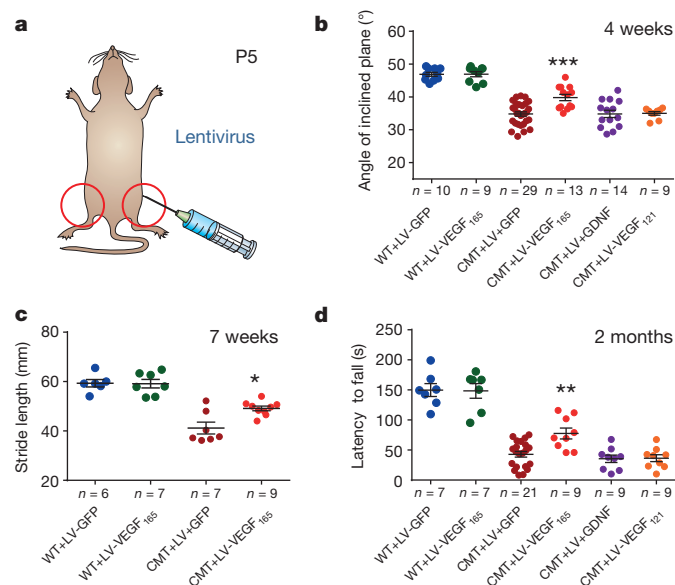 a
P5
Lentivirus
b
4 weeks
Angle of inclined plane (°)
60
50
40
30
20
***
n = 10 n = 9 n = 29 n = 13 n = 14 n = 9
WT+LV-GFP
WT+LV-VEGF165
CMT+LV+GFP
CMT+LV-VEGF165
CMT+LV+GDNF
CMT+LV-VEGF121
c
7 weeks
Stride length (mm)
80
60
40
20
*
n = 6 n = 7 n = 7 n = 9
WT+LV-GFP
WT+LV-VEGF165
CMT+LV+GFP
CMT+LV-VEGF165
d
2 months
Latency to fall (s)
250
200
150
100
50
0
**
n = 7 n = 7 n = 21 n = 9 n = 9 n = 9
WT+LV-GFP
WT+LV-VEGF165
CMT+LV-GFP
CMT+LV-VEGF165
CMT+LV+GDNF
CMT+LV-VEGF121